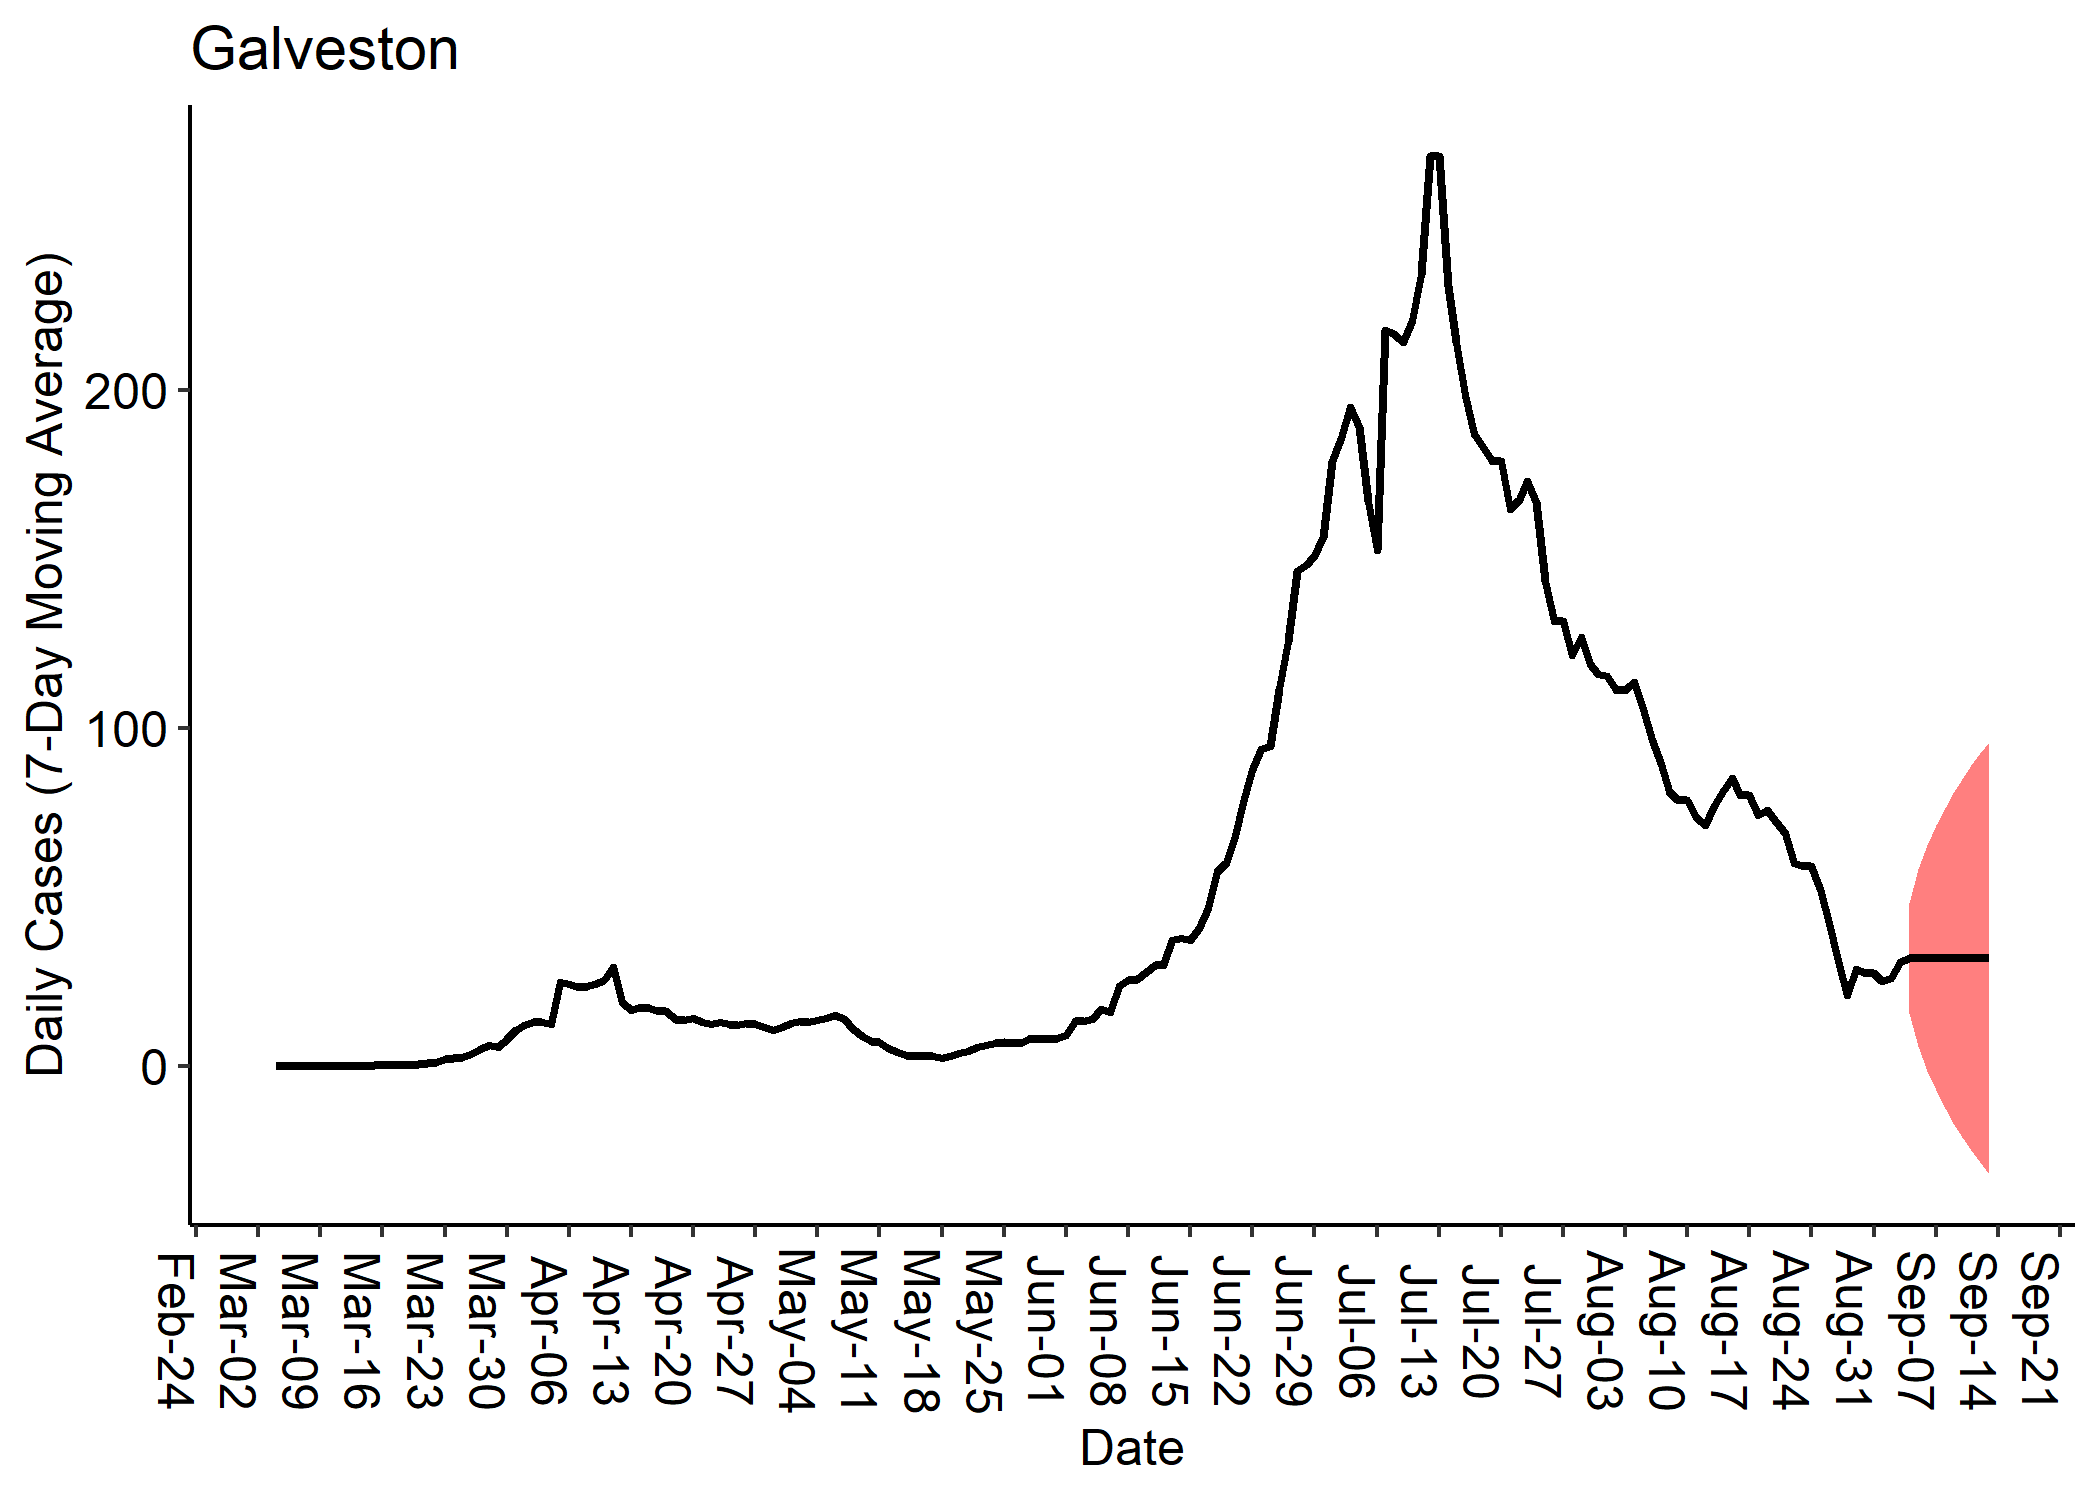 Galveston
Daily Cases (7-Day Moving Average)
200
100
0
Feb-24
Mar-02
Mar-09
Mar-16
Mar-23
Mar-30
Apr-06
Apr-13
Apr-20
Apr-27
May-04
May-11
May-18
May-25
Jun-01
Jun-08
Jun-15
Jun-22
Jun-29
Jul-06
Jul-13
Jul-20
Jul-27
Aug-03
Aug-10
Aug-17
Aug-24
Aug-31
Sep-07
Sep-14
Sep-21
Date